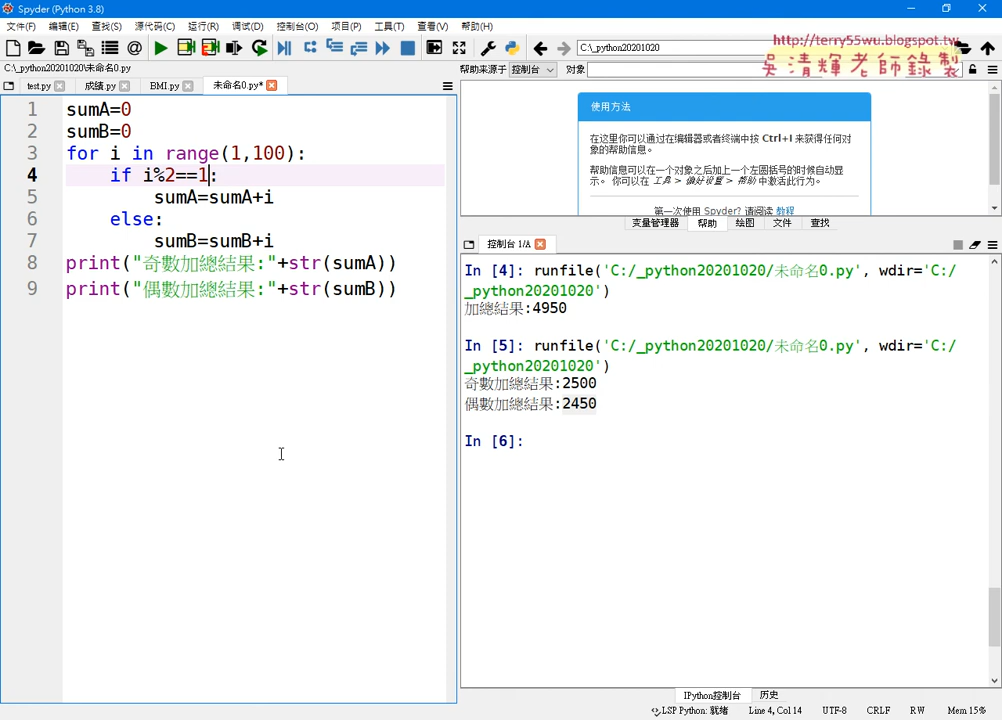 Spyder (Python 3.8)
文件(F) 编辑(E) 查找(S) 源代码(C) 运行(R) 调试(D) 控制台(O) 项目(P) 工具(T) 查看(V) 帮助(H)
C:\_python20201020
http://terry55wu.blogspot.tw
吳清輝老師錄製
C:\_python20201020\未命名0.py
帮助来源于 控制台 对象
test.py 成績.py BMI.py 未命名0.py*
1 sumA=0
2 sumB=0
3 for i in range(1,100):
4 if i%2==1:
5 sumA=sumA+i
6 else:
7 sumB=sumB+i
8 print("奇數加總結果:"+str(sumA))
9 print("偶數加總結果:"+str(sumB))
使用方法
在这里你可以通过在编辑器或者终端中按 Ctrl+I 来获得任何对
象的帮助信息。
帮助信息可以在一个对象之后加上一个左圆括号的时候自动显
示。 你可以在 工具 > 偏好设置 > 帮助 中激活此行为。
第一次使用 Spyder? 请阅读 教程
变量管理器 帮助 绘图 文件 查找
控制台 1/A
In [4]: runfile('C:/_python20201020/未命名0.py', wdir='C:/
_python20201020')
加總結果:4950
In [5]: runfile('C:/_python20201020/未命名0.py', wdir='C:/
_python20201020')
奇數加總結果:2500
偶數加總結果:2450
In [6]:
IPython控制台 历史
LSP Python: 就绪 Line 4, Col 14 UTF-8 CRLF RW Mem 15%